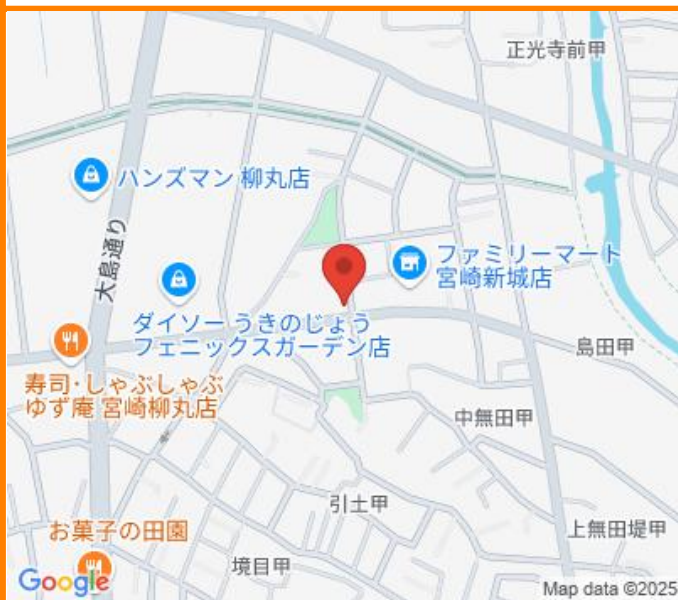 正光寺前甲
ハンズマン 柳丸店
大島通り
ファミリーマート
宮崎新城店
ダイソー うきのじょう
フェニックスガーデン店
島田甲
寿司・しゃぶしゃぶ
ゆず庵 宮崎柳丸店
中無田甲
引土甲
上無田堤甲
お菓子の田園
境目甲
Google
Map data ©2025